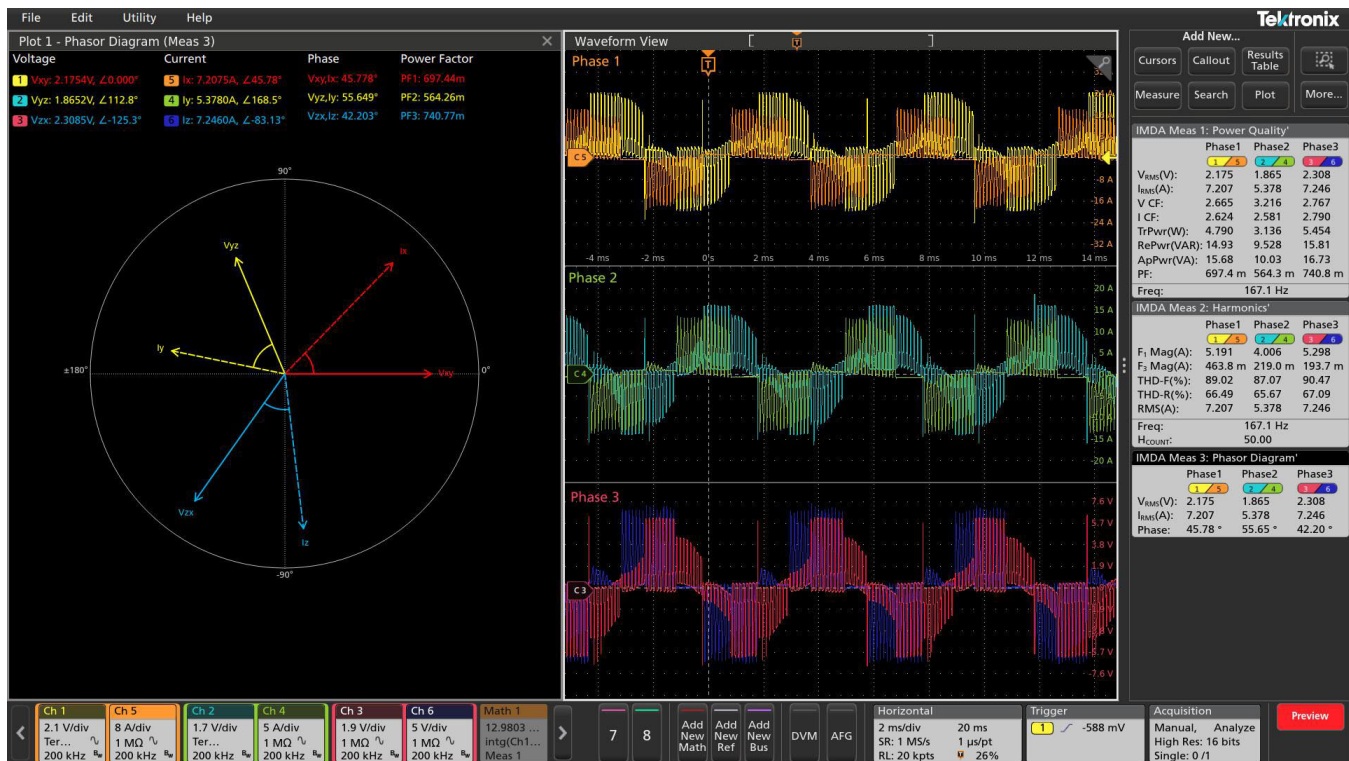 File Edit Utility Help
Tektronix
Plot 1 - Phasor Diagram (Meas 3)
Voltage Current Phase Power Factor
1 Vxy: 2.1754V, ∠0.000° 5 Ix: 7.2075A, ∠45.78° Vxy,Ix: 45.778° PF1: 697.44m
2 Vyz: 1.8652V, ∠112.8° 4 Iy: 5.3780A, ∠168.5° Vyz,Iy: 55.649° PF2: 564.26m
3 Vzx: 2.3085V, ∠-125.3° 6 Iz: 7.2460A, ∠-83.13° Vzx,Iz: 42.203° PF3: 740.77m
90°
Vyz
Ix
Iy
±180°
Vxy
0°
Vzx
Iz
-90°
Waveform View
[ T ]
Phase 1
T
C 5
-8 A
-16 A
-24 A
-32 A
-4 ms -2 ms 0 s 2 ms 4 ms 6 ms 8 ms 10 ms 12 ms 14 ms
Phase 2
20 A
15 A
10 A
5 A
C 4
-15 A
-20 A
Phase 3
7.6 V
5.7 V
3.8 V
1.9 V
C 3
-7.6 V
Add New...
Cursors Callout Results Table
Measure Search Plot More...
IMDA Meas 1: Power Quality'
Phase1 Phase2 Phase3
1 / 5 2 / 4 3 / 6
VRMS(V): 2.175 1.865 2.308
IRMS(A): 7.207 5.378 7.246
V CF: 2.665 3.216 2.767
I CF: 2.624 2.581 2.790
TrPwr(W): 4.790 3.136 5.454
RePwr(VAR): 14.93 9.528 15.81
ApPwr(VA): 15.68 10.03 16.73
PF: 697.4 m 564.3 m 740.8 m
Freq: 167.1 Hz
IMDA Meas 2: Harmonics'
Phase1 Phase2 Phase3
1 / 5 2 / 4 3 / 6
F₁ Mag(A): 5.191 4.006 5.298
F₃ Mag(A): 463.8 m 219.0 m 193.7 m
THD-F(%): 89.02 87.07 90.47
THD-R(%): 66.49 65.67 67.09
RMS(A): 7.207 5.378 7.246
Freq: 167.1 Hz
HCOUNT: 50.00
IMDA Meas 3: Phasor Diagram'
Phase1 Phase2 Phase3
1 / 5 2 / 4 3 / 6
VRMS(V): 2.175 1.865 2.308
IRMS(A): 7.207 5.378 7.246
Phase: 45.78 ° 55.65 ° 42.20 °
Ch 1 Ch 5 Ch 2 Ch 4 Ch 3 Ch 6 Math 1
2.1 V/div 8 A/div 1.7 V/div 5 A/div 1.9 V/div 5 V/div 12.9803 ...
Ter... 1 MΩ Ter... 1 MΩ 1 MΩ 1 MΩ intg(Ch1...
200 kHz Bw 200 kHz Bw 200 kHz Bw 200 kHz Bw 200 kHz Bw 200 kHz Bw Meas 1
7 8
Add New Math
Add New Ref
Add New Bus
DVM AFG
Horizontal
2 ms/div 20 ms
SR: 1 MS/s 1 µs/pt
RL: 20 kpts 26%
Trigger
1 -588 mV
Acquisition
Manual, Analyze
High Res: 16 bits
Single: 0 /1
Preview